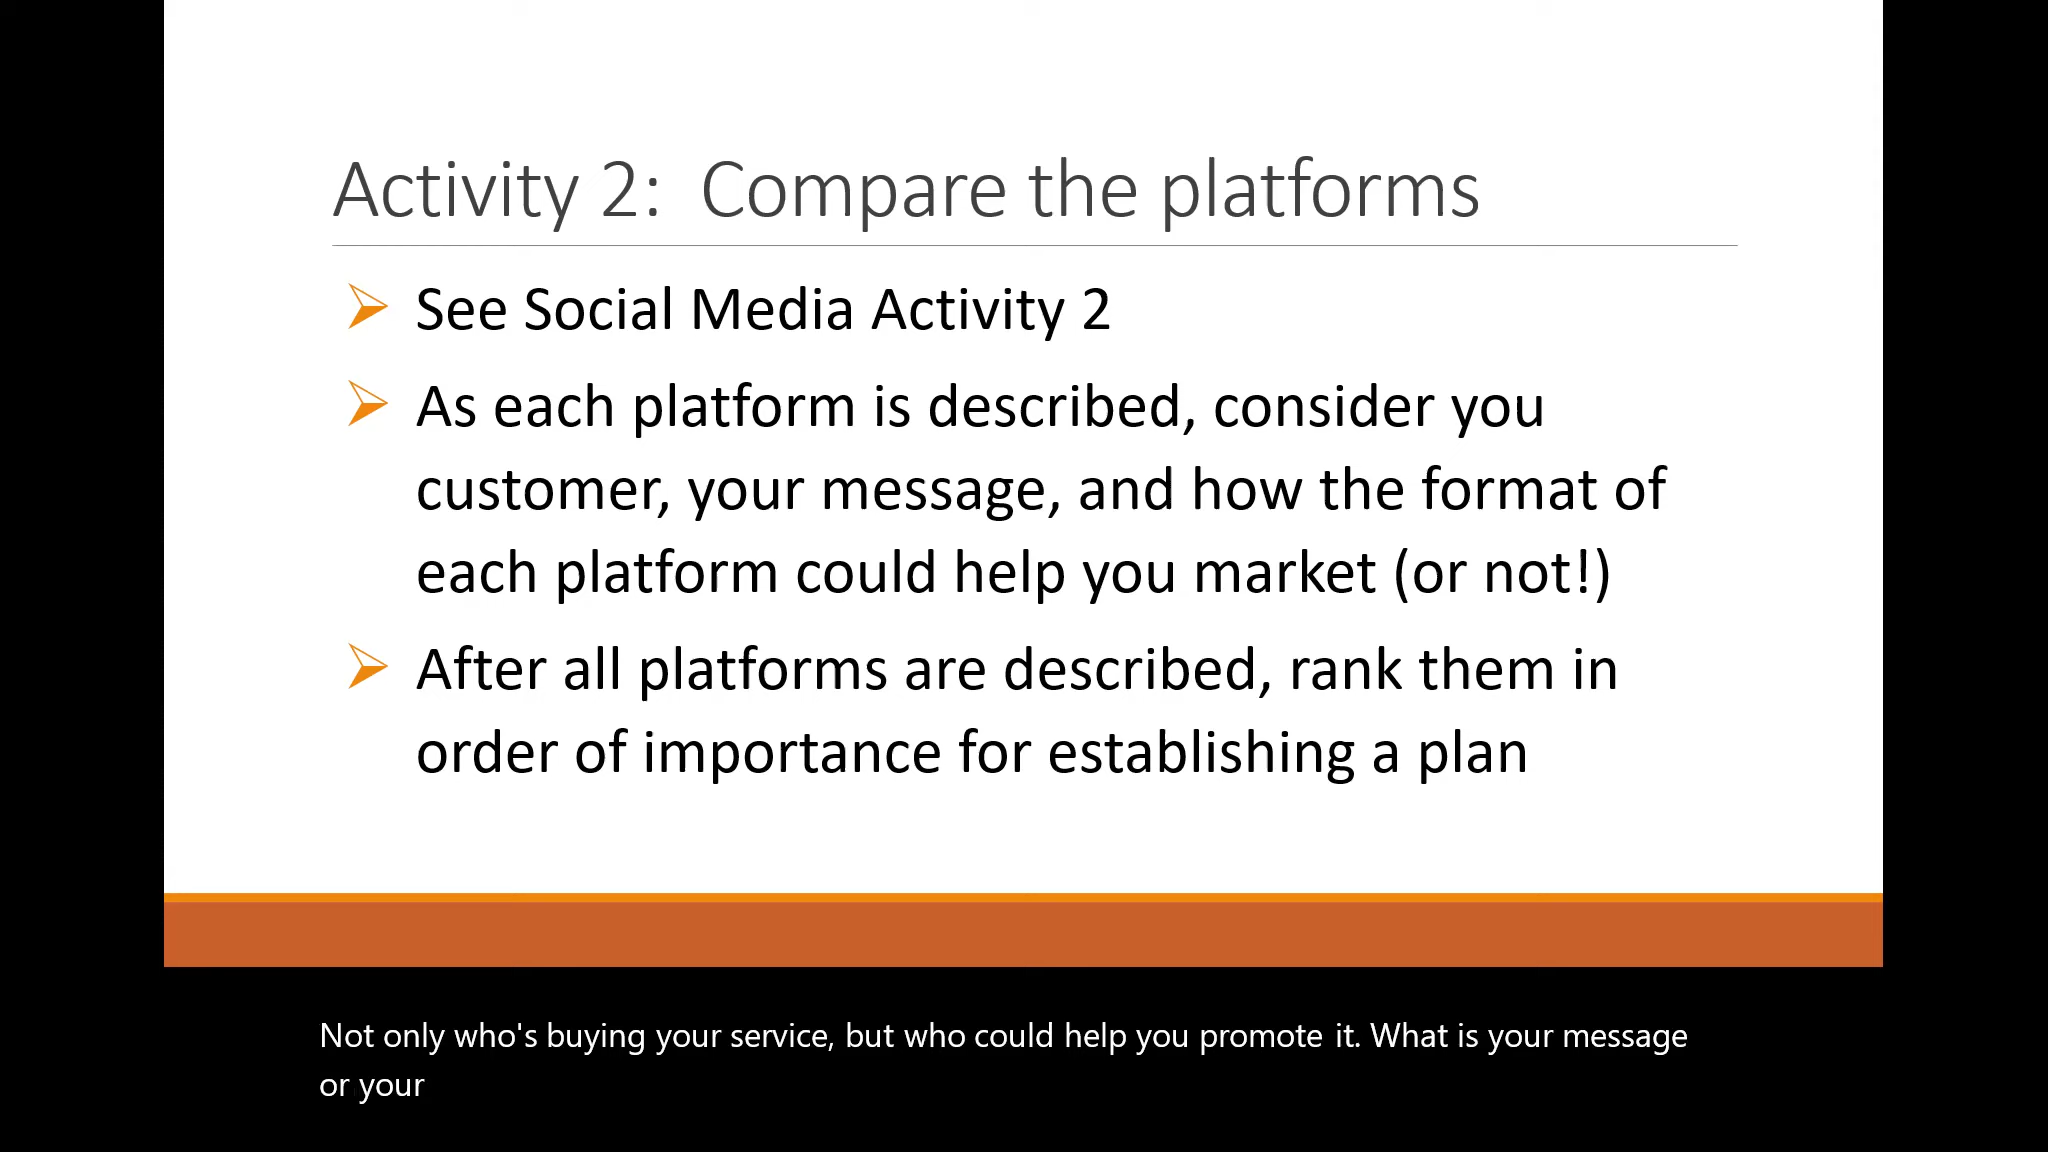 Activity 2:  Compare the platforms
See Social Media Activity 2
As each platform is described, consider you
customer, your message, and how the format of
each platform could help you market (or not!)
After all platforms are described, rank them in
order of importance for establishing a plan
Not only who's buying your service, but who could help you promote it. What is your message
or your